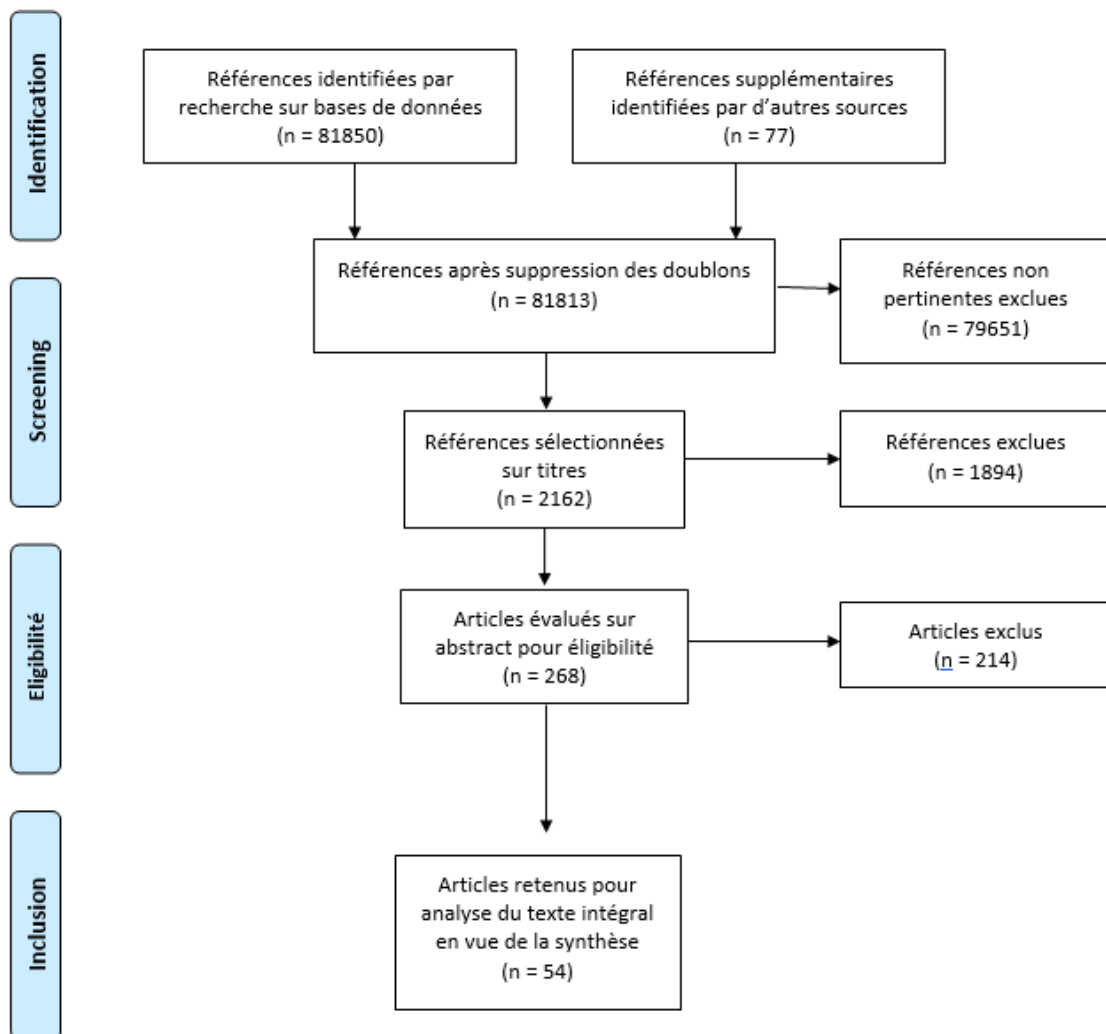 Identification
Références identifiées par
recherche sur bases de données
(n = 81850)
Références supplémentaires
identifiées par d'autres sources
(n = 77)
Screening
Références après suppression des doublons
(n = 81813)
Références non
pertinentes exclues
(n = 79651)
Références sélectionnées
sur titres
(n = 2162)
Références exclues
(n = 1894)
Eligibilité
Articles évalués sur
abstract pour éligibilité
(n = 268)
Articles exclus
(n = 214)
Inclusion
Articles retenus pour
analyse du texte intégral
en vue de la synthèse
(n = 54)